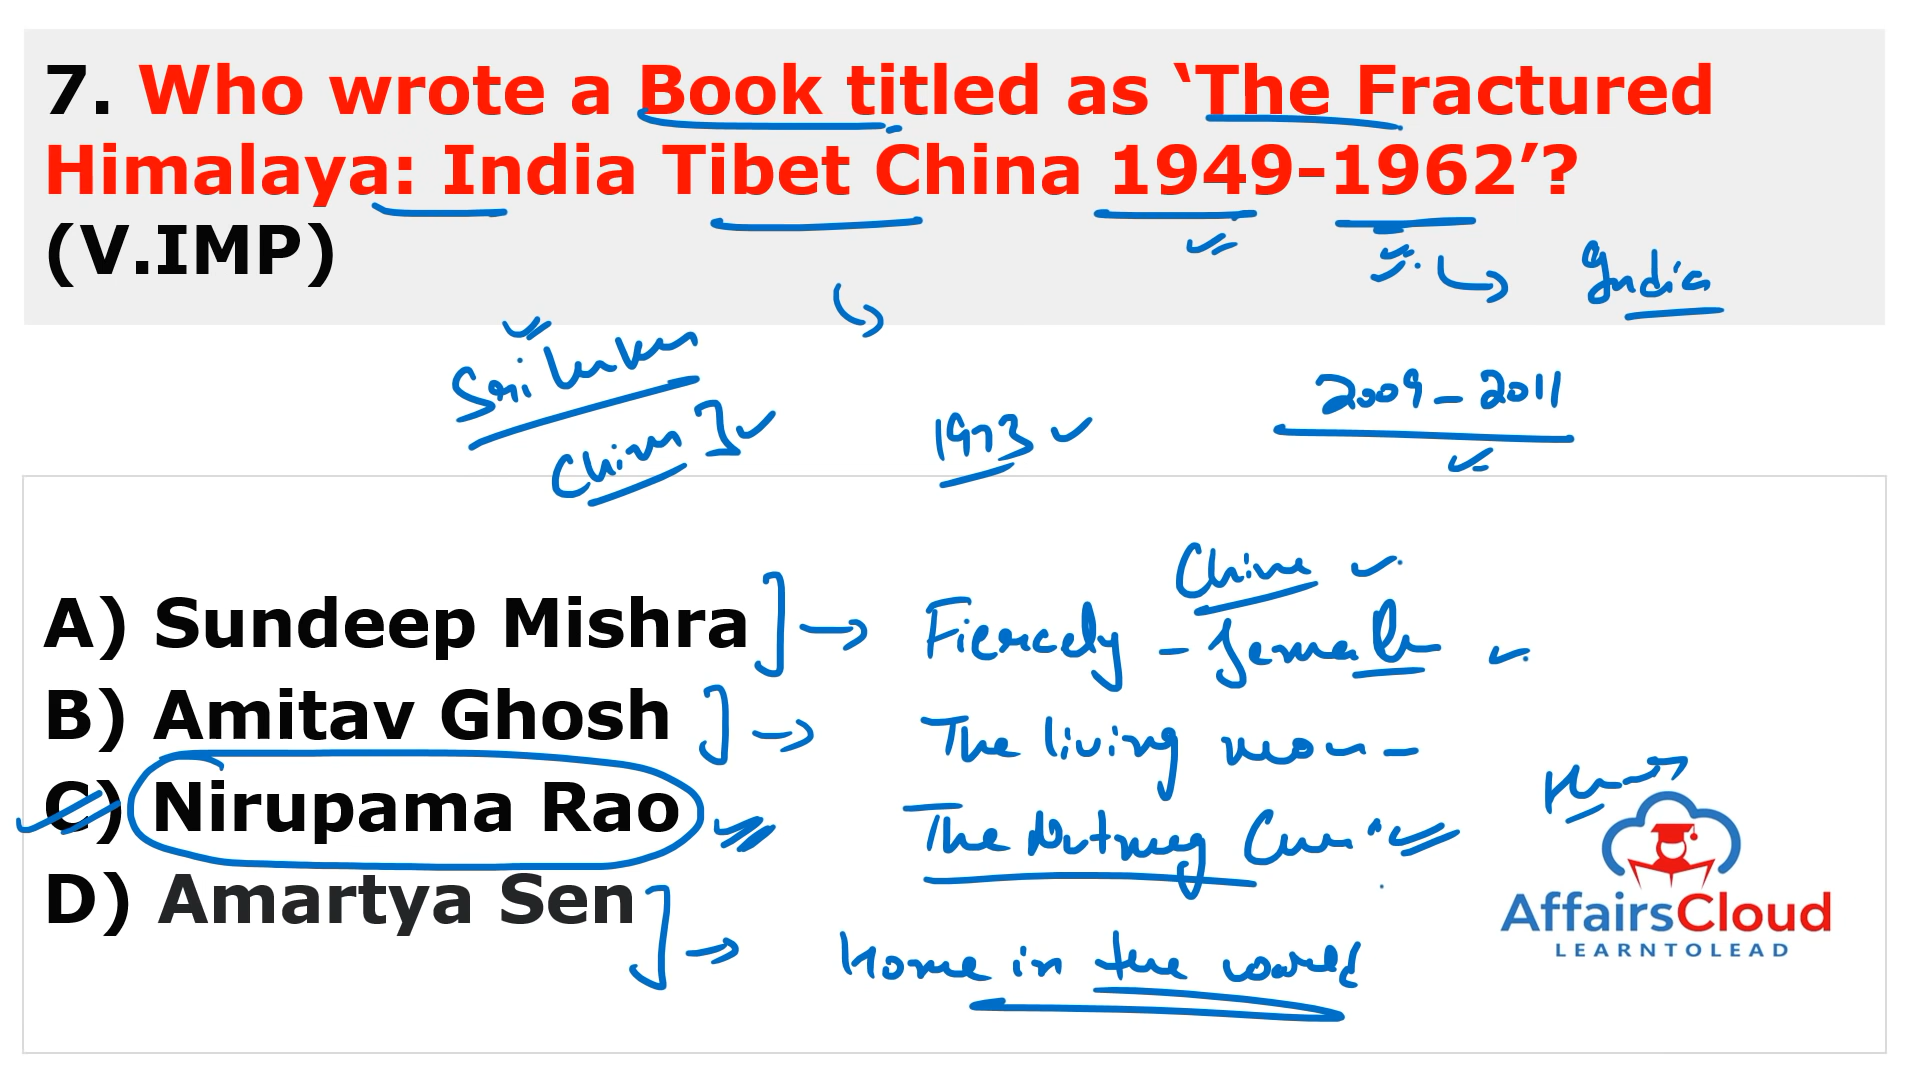 7. Who wrote a Book titled as ‘The Fractured
Himalaya: India Tibet China 1949-1962’?
(V.IMP)
India
Sri Lanka
China
1973
2009-2011
China
A) Sundeep Mishra
Fiercely - Female
B) Amitav Ghosh
The living moun-
C) Nirupama Rao
The Nutmeg
D) Amartya Sen
Home in the world
AffairsCloud
LEARNTOLEAD